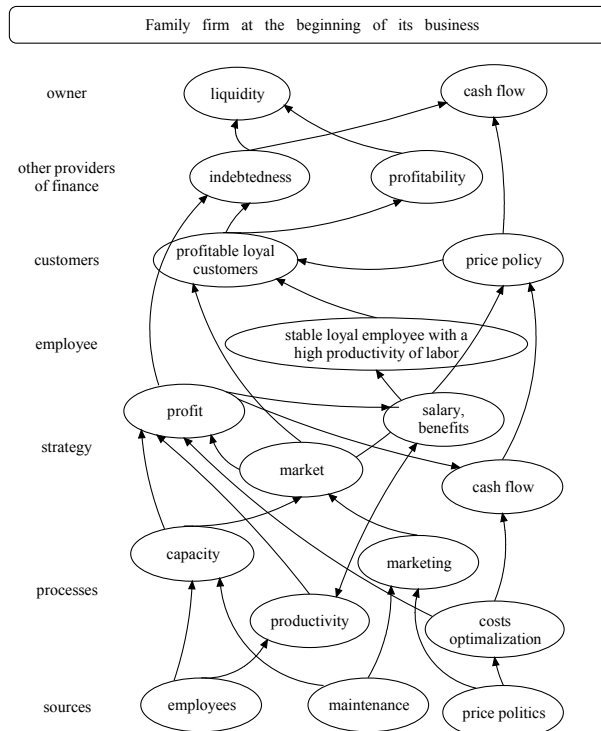 Family firm at the beginning of its business
owner
liquidity
cash flow
other providers
of finance
indebtedness
profitability
customers
profitable loyal
customers
price policy
employee
stable loyal employee with a
high productivity of labor
profit
salary,
benefits
strategy
market
cash flow
capacity
marketing
processes
productivity
costs
optimalization
sources
employees
maintenance
price politics